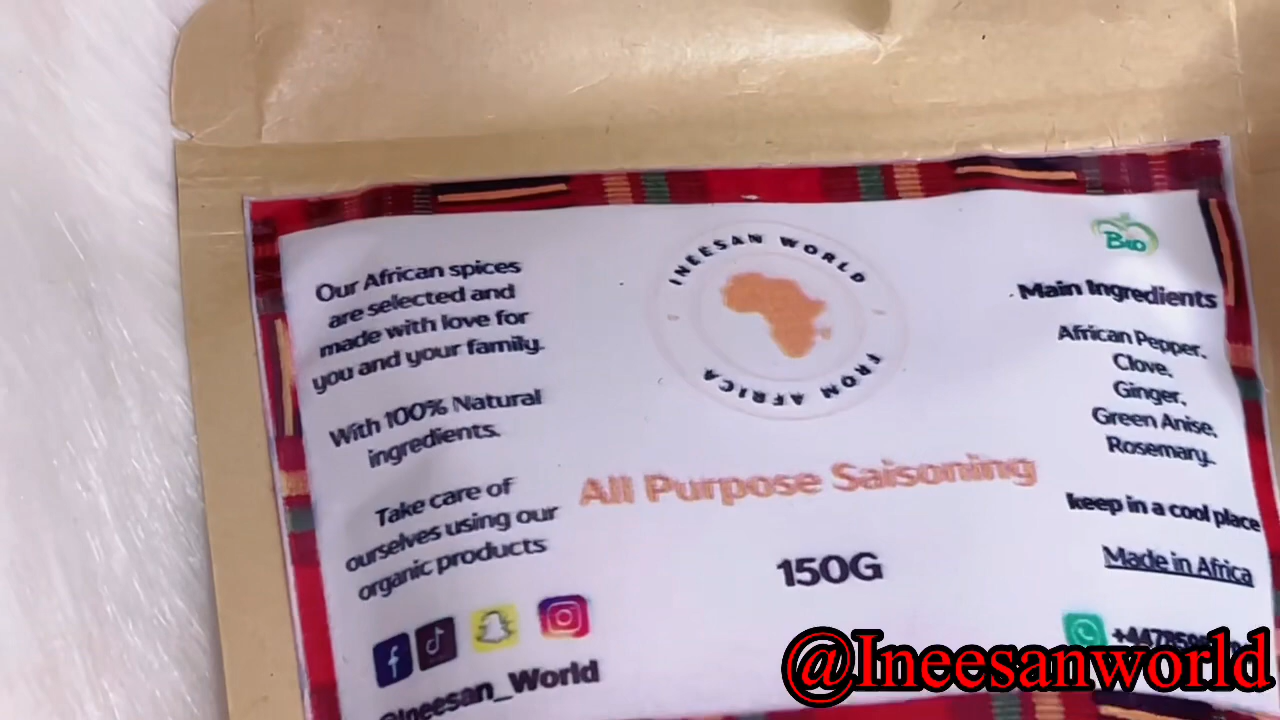 Our African spices
are selected and
made with love for
you and your family.
With 100% Natural
ingredients.
Take care of
ourselves using our
organic products
@Ineesan_World
INEESAN WORLD
FROM AFRICA
All Purpose Saisoning
150G
BIO
Main Ingredients
African Pepper,
Clove,
Ginger,
Green Anise,
Rosemary.
keep in a cool place
Made in Africa
@Ineesanworld